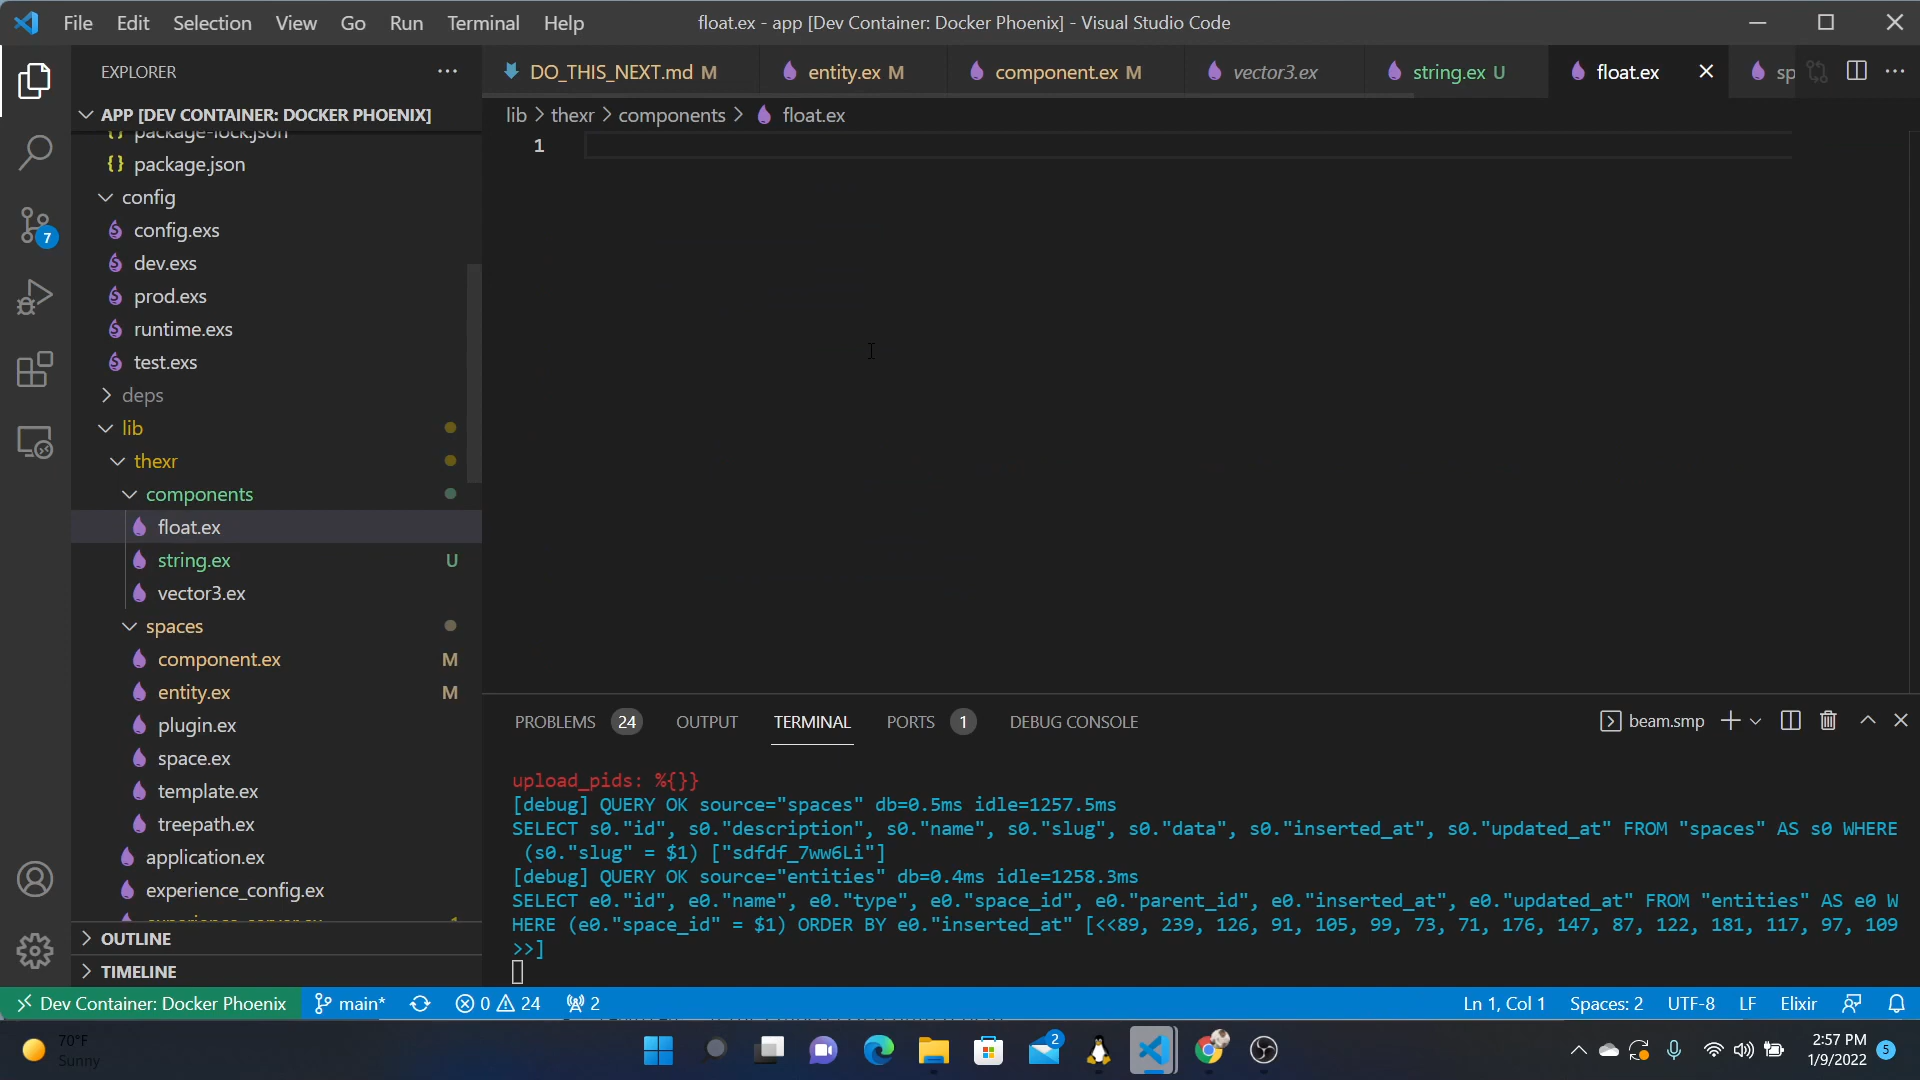 File Edit Selection View Go Run Terminal Help
float.ex - app [Dev Container: Docker Phoenix] - Visual Studio Code
EXPLORER
DO_THIS_NEXT.md M
entity.ex M
component.ex M
vector3.ex
string.ex U
float.ex
sp
APP [DEV CONTAINER: DOCKER PHOENIX]
lib > thexr > components > float.ex
1
package-lock.json
{} package.json
config
config.exs
dev.exs
prod.exs
runtime.exs
test.exs
deps
lib
thexr
components
float.ex
string.ex U
vector3.ex
spaces
component.ex M
entity.ex M
plugin.ex
space.ex
template.ex
treepath.ex
application.ex
experience_config.ex
OUTLINE
TIMELINE
7
PROBLEMS 24 OUTPUT TERMINAL PORTS 1 DEBUG CONSOLE
beam.smp
upload_pids: %{}}
[debug] QUERY OK source="spaces" db=0.5ms idle=1257.5ms
SELECT s0."id", s0."description", s0."name", s0."slug", s0."data", s0."inserted_at", s0."updated_at" FROM "spaces" AS s0 WHERE
(s0."slug" = $1) ["sdfdf_7ww6Li"]
[debug] QUERY OK source="entities" db=0.4ms idle=1258.3ms
SELECT e0."id", e0."name", e0."type", e0."space_id", e0."parent_id", e0."inserted_at", e0."updated_at" FROM "entities" AS e0 W
HERE (e0."space_id" = $1) ORDER BY e0."inserted_at" [<<89, 239, 126, 91, 105, 99, 73, 71, 176, 147, 87, 122, 181, 117, 97, 109
>>]
Dev Container: Docker Phoenix main* 0 24 2
Ln 1, Col 1 Spaces: 2 UTF-8 LF Elixir
70°F
Sunny
2
2:57 PM
1/9/2022
5